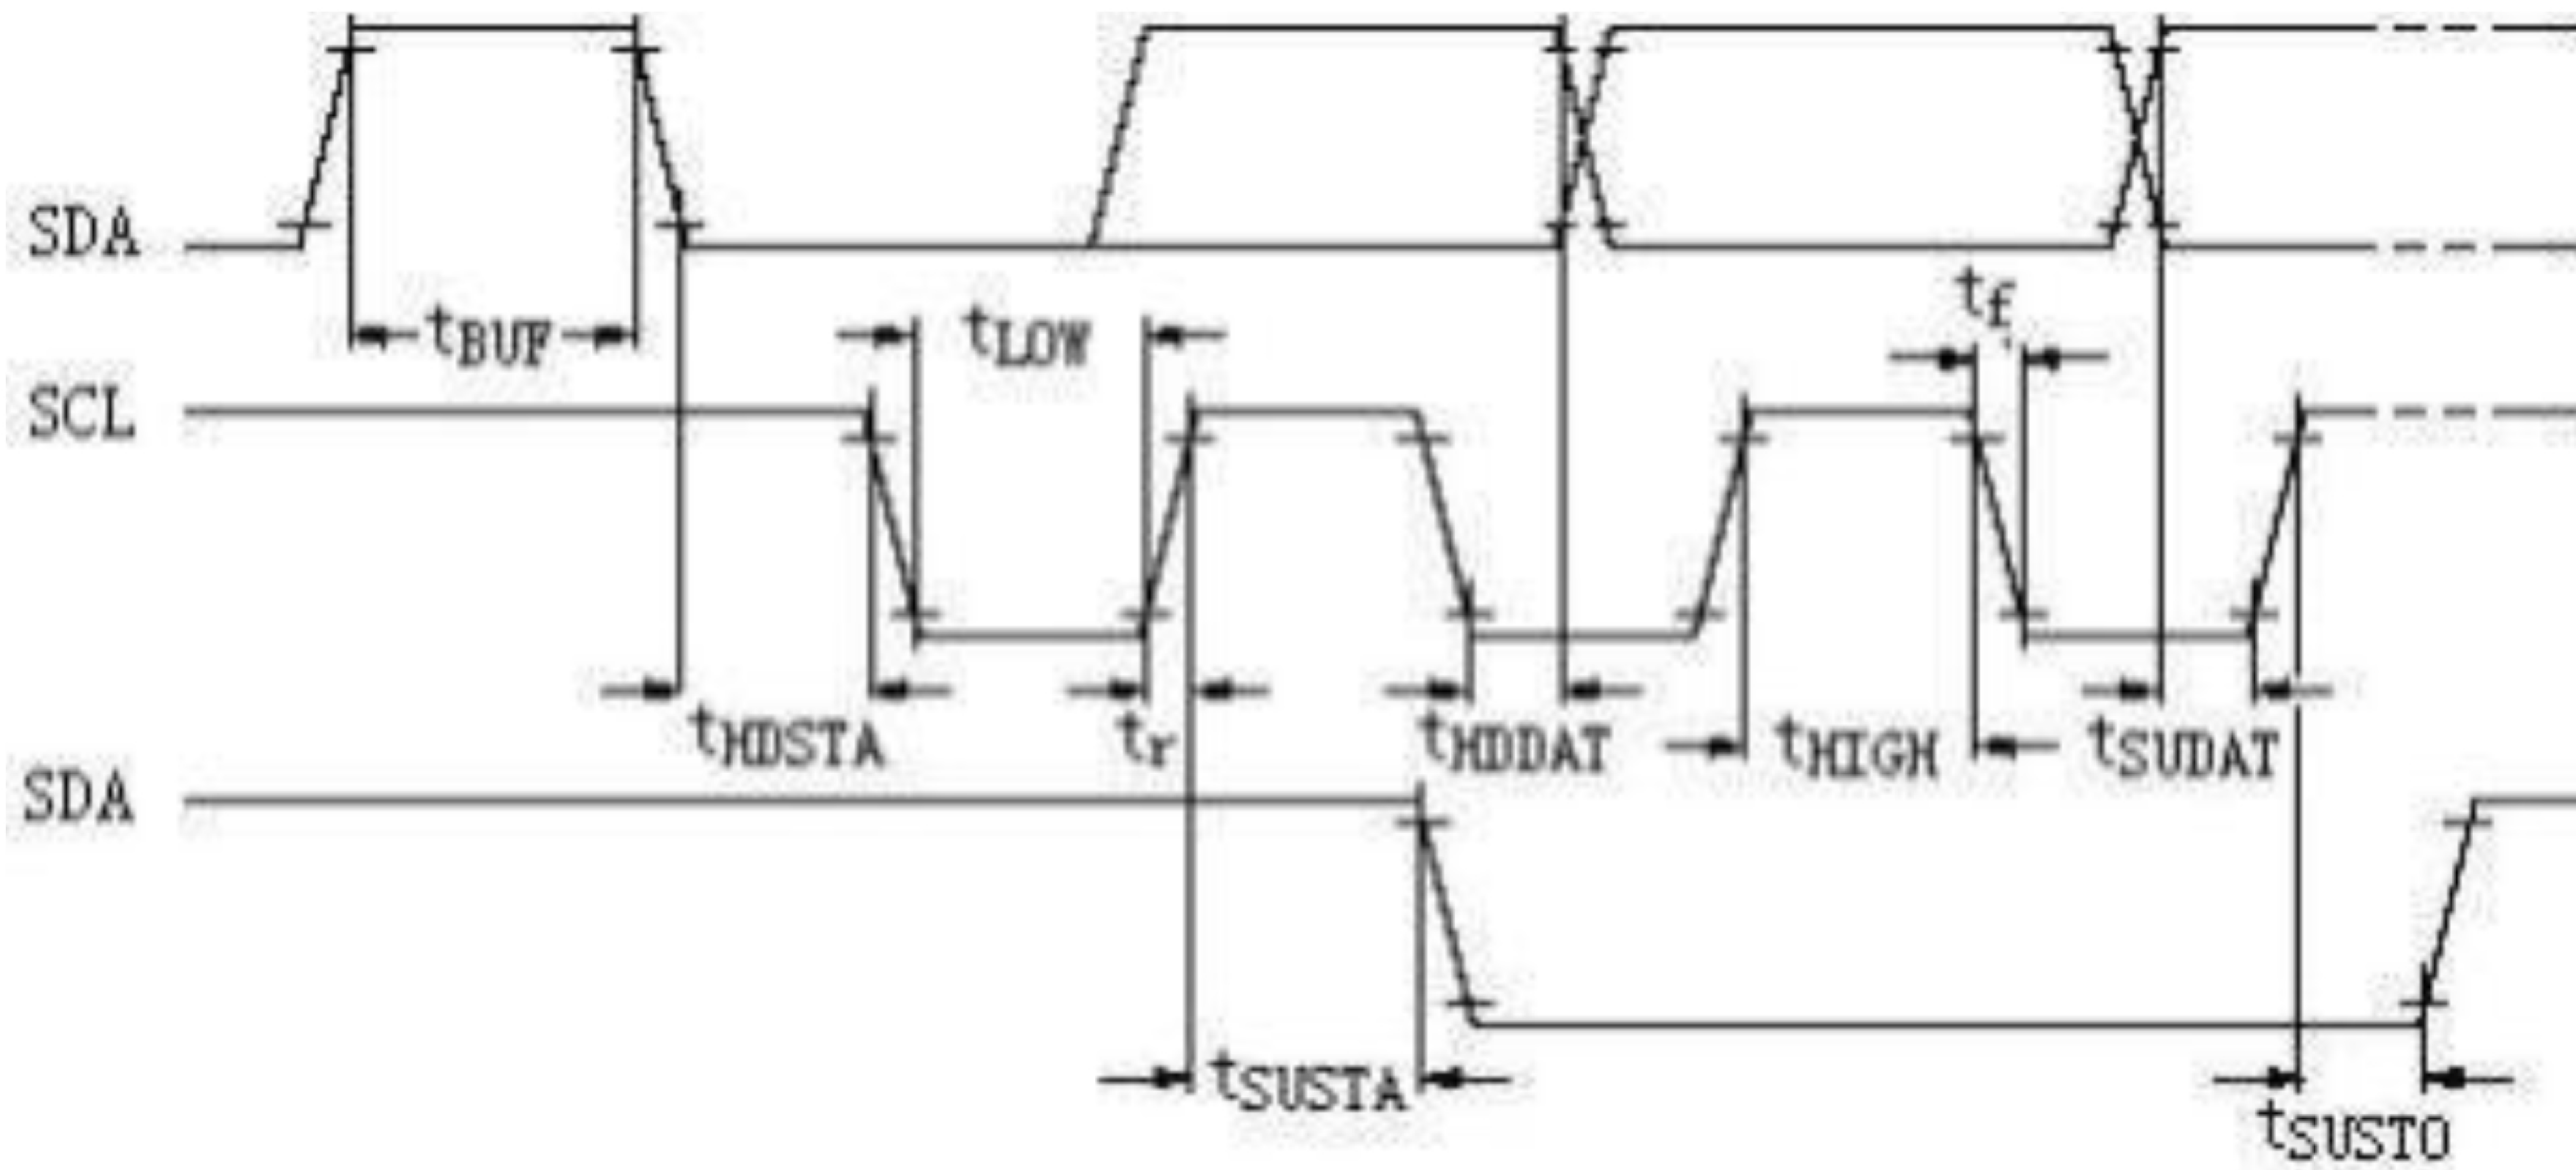 SDA
tf
tBUF tLOW
SCL
tHDSTA tr tHDDAT tHIGH tSUDAT
SDA
tSUSTA
tSUSTO